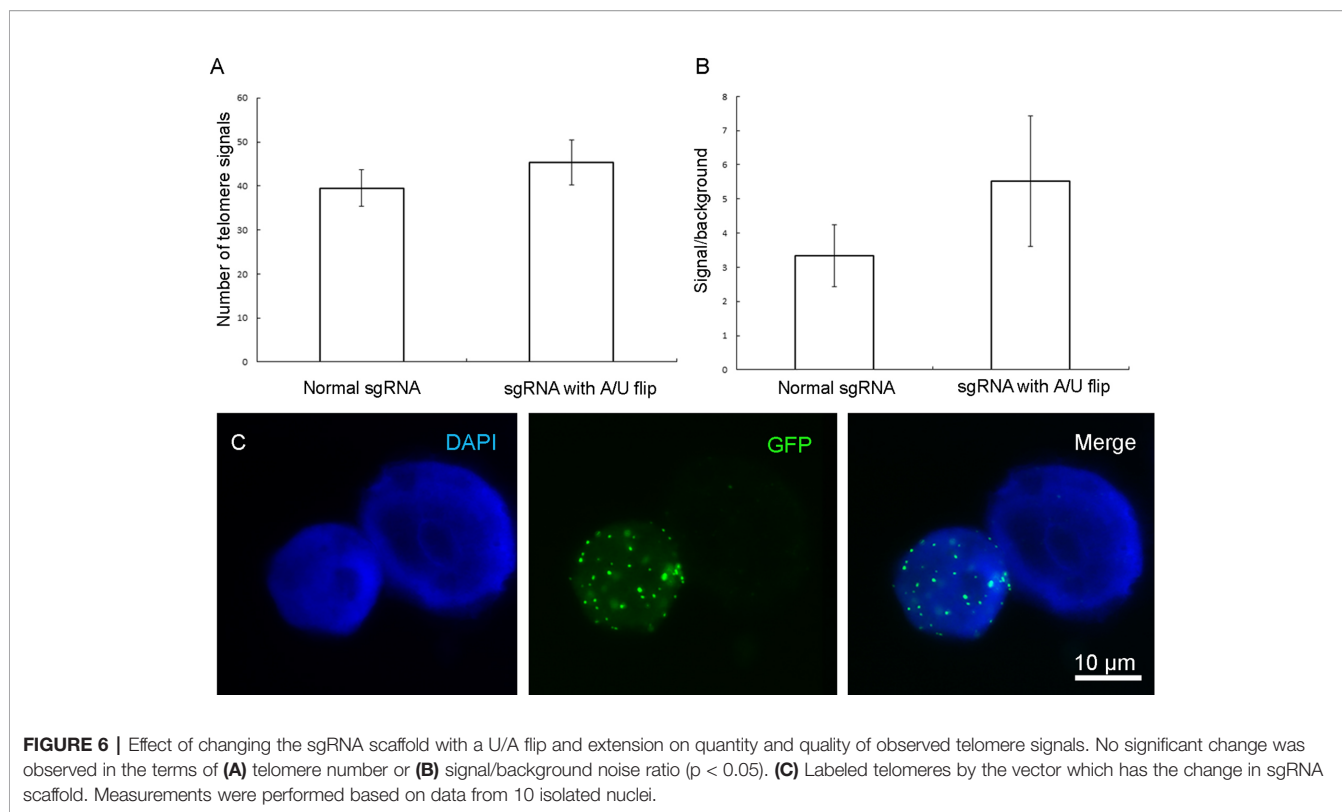 A
Number of telomere signals
60
50
40
30
20
10
0
Normal sgRNA
sgRNA with A/U flip
B
Signal/background
8
7
6
5
4
3
2
1
0
Normal sgRNA
sgRNA with A/U flip
C
DAPI
GFP
Merge
10 μm
FIGURE 6 | Effect of changing the sgRNA scaffold with a U/A flip and extension on quantity and quality of observed telomere signals. No significant change was
observed in the terms of (A) telomere number or (B) signal/background noise ratio (p < 0.05). (C) Labeled telomeres by the vector which has the change in sgRNA
scaffold. Measurements were performed based on data from 10 isolated nuclei.